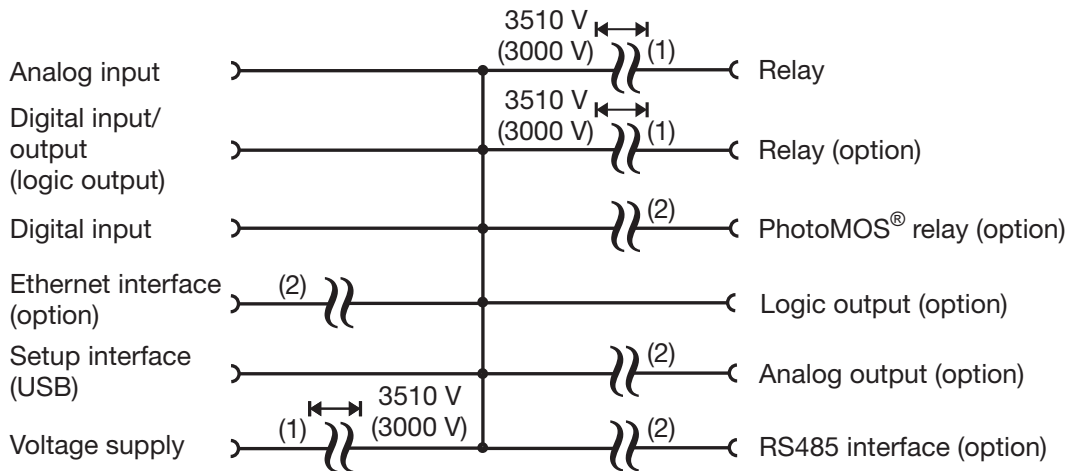 3510 V
(3000 V)
(1)
Analog input
Relay
3510 V
(3000 V)
(1)
Digital input/
output
(logic output)
Relay (option)
(2)
Digital input
PhotoMOS® relay (option)
Ethernet interface
(option)
(2)
Logic output (option)
Setup interface
(USB)
(2)
Analog output (option)
3510 V
(3000 V)
(1)
(2)
Voltage supply
RS485 interface (option)